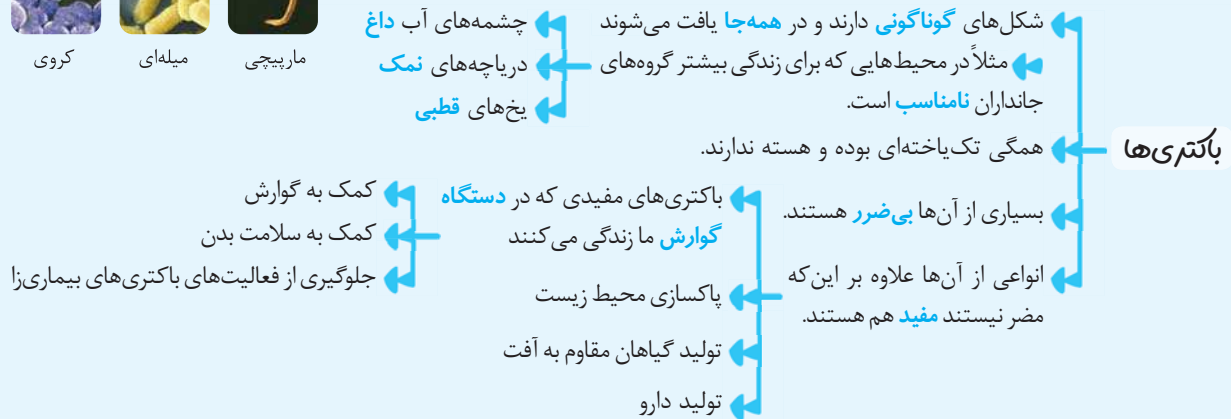 باکتری‌ها
شکل‌های گوناگونی دارند و در همه‌جا یافت می‌شوند
مثلاً در محیط‌هایی که برای زندگی بیشتر گروه‌های
جانداران نامناسب است.
چشمه‌های آب داغ
دریاچه‌های نمک
یخ‌های قطبی
مارپیچی
میله‌ای
کروی
همگی تک‌یاخته‌ای بوده و هسته ندارند.
بسیاری از آن‌ها بی‌ضرر هستند.
انواعی از آن‌ها علاوه بر این‌که
مضر نیستند مفید هم هستند.
باکتری‌های مفیدی که در دستگاه
گوارش ما زندگی می‌کنند
کمک به گوارش
کمک به سلامت بدن
جلوگیری از فعالیت‌های باکتری‌های بیماری‌زا
پاکسازی محیط زیست
تولید گیاهان مقاوم به آفت
تولید دارو